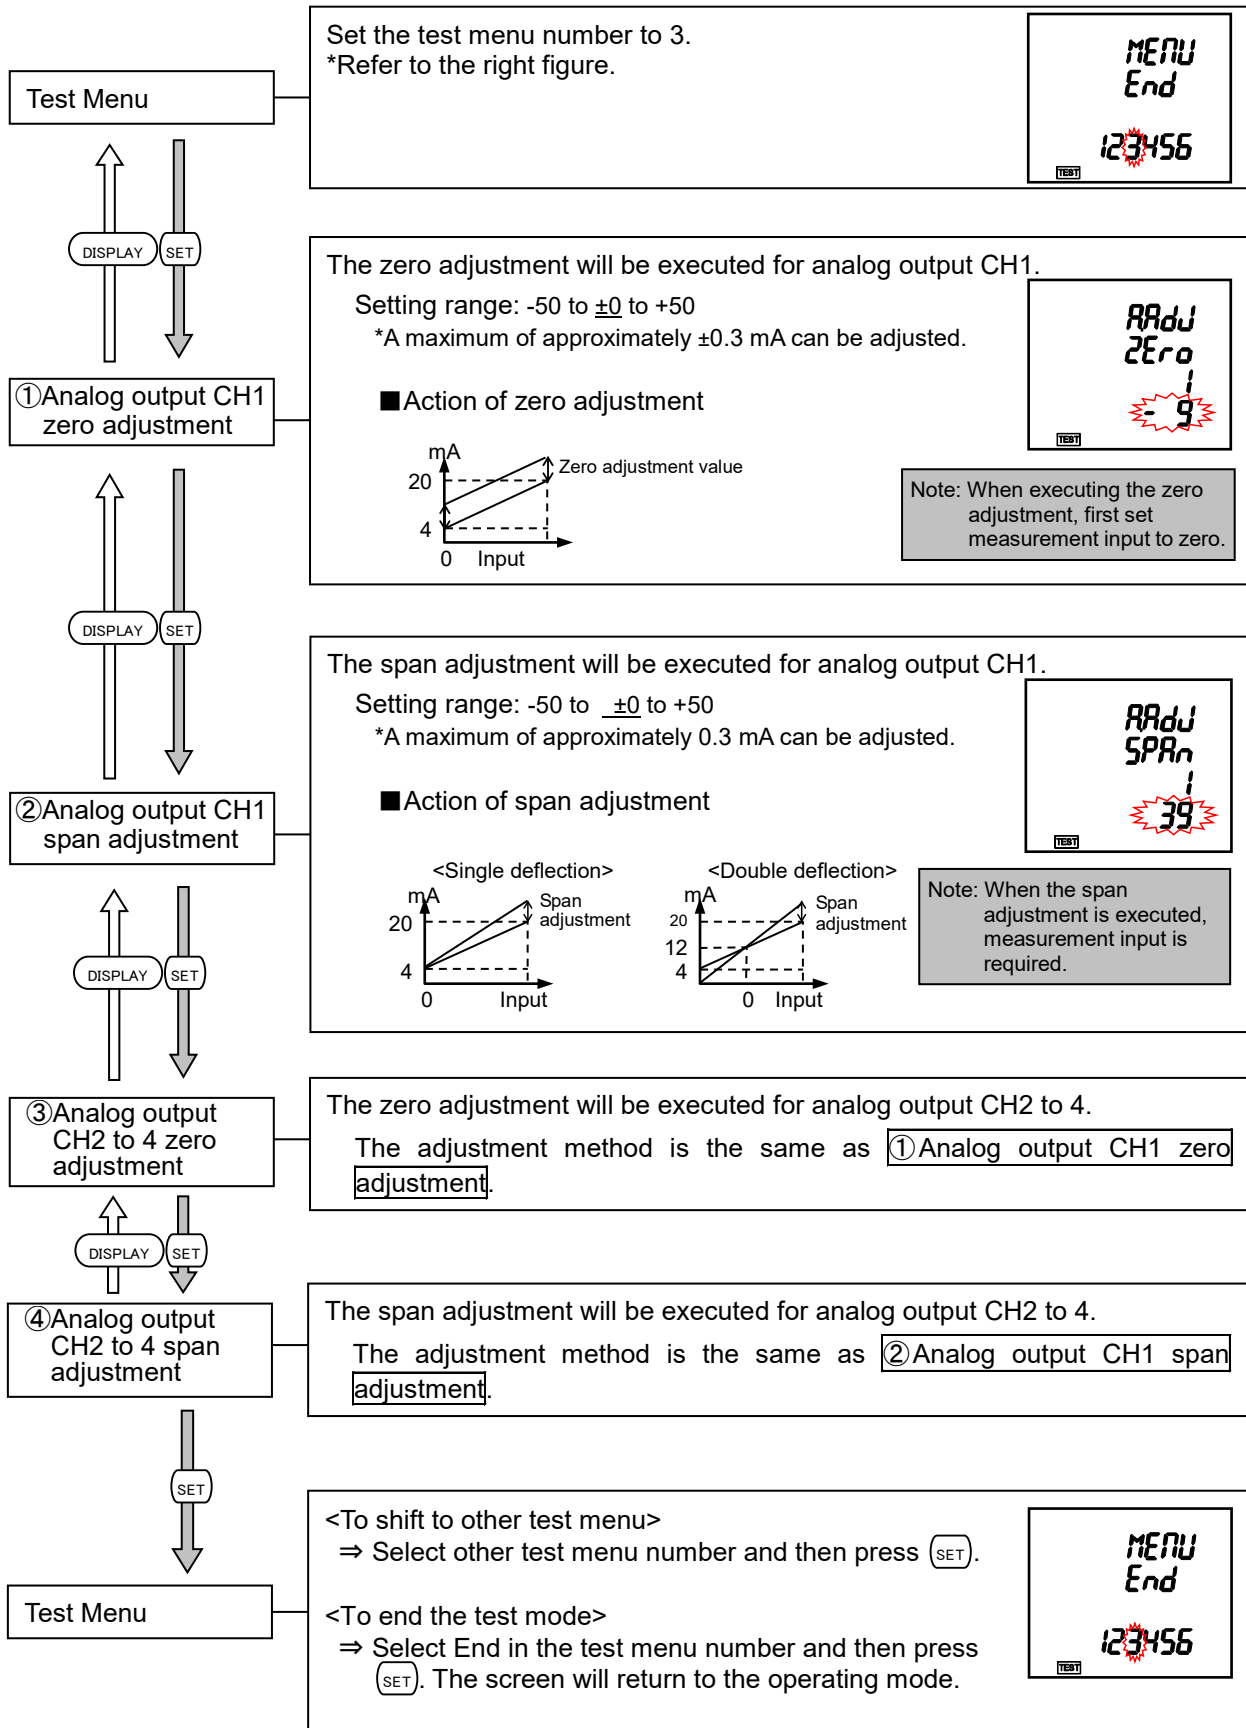 Test Menu
Set the test menu number to 3.
*Refer to the right figure.
MENU
End
123456
TEST
DISPLAY
SET
①Analog output CH1
zero adjustment
The zero adjustment will be executed for analog output CH1.
Setting range: -50 to ±0 to +50
*A maximum of approximately ±0.3 mA can be adjusted.
■Action of zero adjustment
mA
20
4
0
Input
Zero adjustment value
AAdJ
ZEro
1
- 9
TEST
Note: When executing the zero
adjustment, first set
measurement input to zero.
DISPLAY
SET
②Analog output CH1
span adjustment
The span adjustment will be executed for analog output CH1.
Setting range: -50 to ±0 to +50
*A maximum of approximately 0.3 mA can be adjusted.
■Action of span adjustment
<Single deflection>
mA
20
4
0
Input
Span
adjustment
<Double deflection>
mA
20
12
4
0
Input
Span
adjustment
AAdJ
SPAn
1
39
TEST
Note: When the span
adjustment is executed,
measurement input is
required.
DISPLAY
SET
③Analog output
CH2 to 4 zero
adjustment
The zero adjustment will be executed for analog output CH2 to 4.
The adjustment method is the same as ①Analog output CH1 zero
adjustment.
DISPLAY
SET
④Analog output
CH2 to 4 span
adjustment
The span adjustment will be executed for analog output CH2 to 4.
The adjustment method is the same as ②Analog output CH1 span
adjustment.
SET
Test Menu
<To shift to other test menu>
⇒ Select other test menu number and then press SET.
<To end the test mode>
⇒ Select End in the test menu number and then press
SET. The screen will return to the operating mode.
MENU
End
123456
TEST